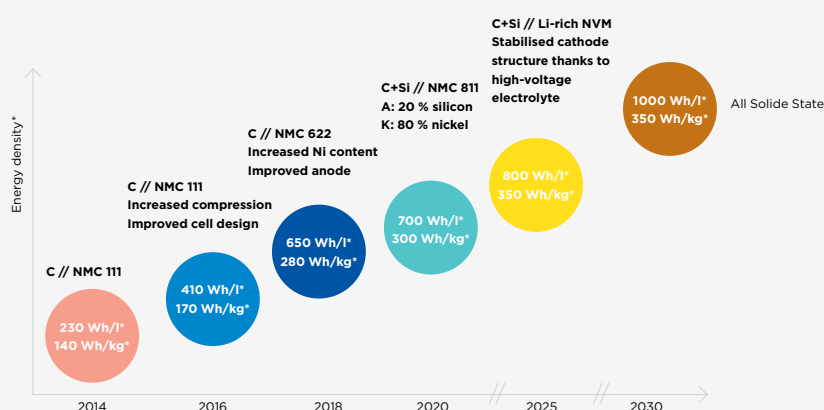 Energy density*
C // NMC 111
230 Wh/l*
140 Wh/kg*
C // NMC 111
Increased compression
Improved cell design
410 Wh/l*
170 Wh/kg*
C // NMC 622
Increased Ni content
Improved anode
650 Wh/l*
280 Wh/kg*
C+Si // NMC 811
A: 20 % silicon
K: 80 % nickel
700 Wh/l*
300 Wh/kg*
C+Si // Li-rich NVM
Stabilised cathode
structure thanks to
high-voltage
electrolyte
800 Wh/l*
350 Wh/kg*
1000 Wh/l*
350 Wh/kg*
All Solide State
2014
2016
2018
2020
2025
2030